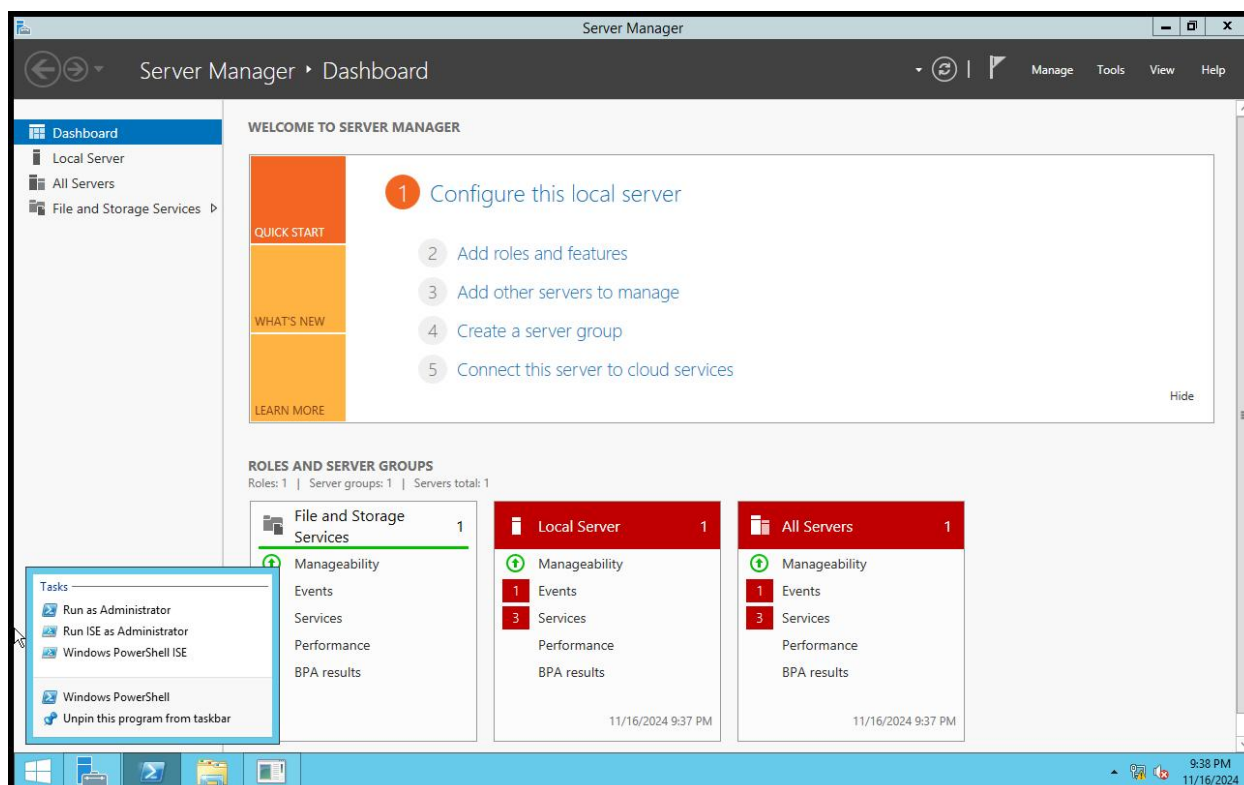 Server Manager
Server Manager ‣ Dashboard
Manage
Tools
View
Help
Dashboard
Local Server
All Servers
File and Storage Services
WELCOME TO SERVER MANAGER
QUICK START
WHAT'S NEW
LEARN MORE
1 Configure this local server
2 Add roles and features
3 Add other servers to manage
4 Create a server group
5 Connect this server to cloud services
Hide
ROLES AND SERVER GROUPS
Roles: 1 | Server groups: 1 | Servers total: 1
File and Storage
Services
1
Manageability
Events
Services
Performance
BPA results
Local Server 1
Manageability
1 Events
3 Services
Performance
BPA results
11/16/2024 9:37 PM
All Servers 1
Manageability
1 Events
3 Services
Performance
BPA results
11/16/2024 9:37 PM
Tasks
Run as Administrator
Run ISE as Administrator
Windows PowerShell ISE
Windows PowerShell
Unpin this program from taskbar
9:38 PM
11/16/2024